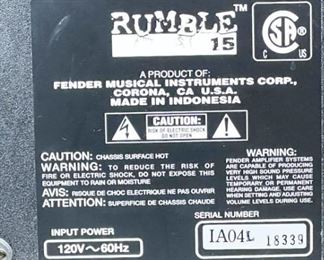 RUMBLE™
15
CSA
C US
A PRODUCT OF:
FENDER MUSICAL INSTRUMENTS CORP.,
CORONA, CA U.S.A.
MADE IN INDONESIA
CAUTION:
RISK OF ELECTRIC SHOCK
DO NOT OPEN
CAUTION: CHASSIS SURFACE HOT
WARNING: TO REDUCE THE RISK OF
FIRE OR ELECTRIC SHOCK, DO NOT EXPOSE THIS
EQUIPMENT TO RAIN OR MOISTURE
AVIS: RISQUE DE CHOC ELECTRIQUE NE PAS OUVRIR
ATTENTION: SUPERFICIE DE CHASSIS CHAUDE
WARNING:
FENDER AMPLIFIER SYSTEMS
ARE CAPABLE OF PRODUCING
VERY HIGH SOUND PRESSURE
LEVELS WHICH MAY CAUSE
TEMPORARY OR PERMANENT
HEARING DAMAGE. USE CARE
WHEN SETTING AND ADJUSTING
VOLUME LEVELS DURING USE.
INPUT POWER
120V~60Hz
SERIAL NUMBER
IA04L 18339